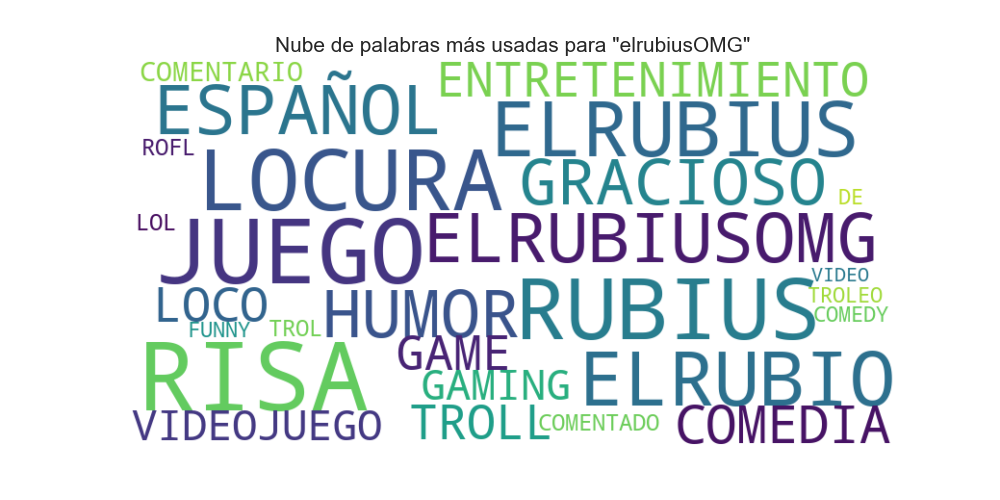 Nube de palabras más usadas para "elrubiusOMG"
COMENTARIO
ENTRETENIMIENTO
ESPAÑOL
ELRUBIUS
ROFL
LOCURA
GRACIOSO
DE
LOL
JUEGO
ELRUBIUSOMG
VIDEO
LOCO
HUMOR
RUBIUS
TROLEO
COMEDY
FUNNY
TROL
RISA
GAME
GAMING
ELRUBIO
VIDEOJUEGO
TROLL
COMENTADO
COMEDIA